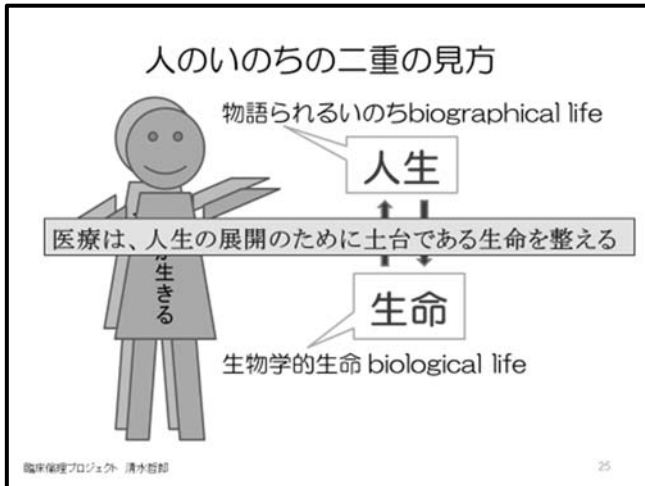 人のいのちの二重の見方
物語られるいのちbiographical life
人生
医療は、人生の展開のために土台である生命を整える
が生きる
生命
生物学的生命 biological life
臨床倫理プロジェクト 清水哲郎
25